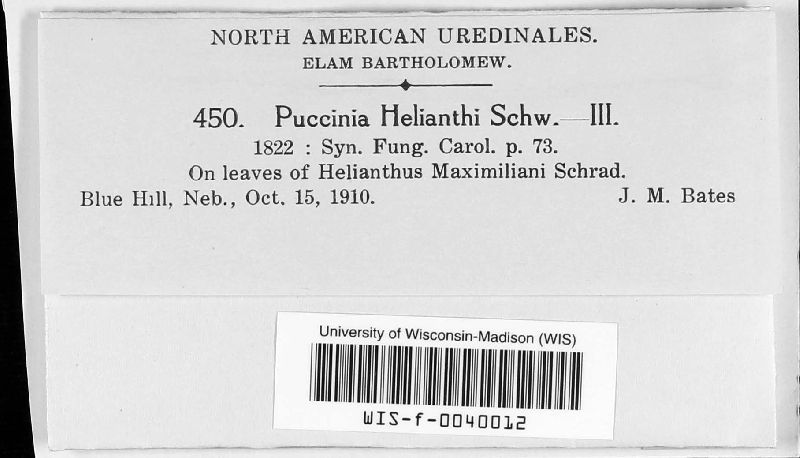 NORTH AMERICAN UREDINALES.
ELAM BARTHOLOMEW.
450. Puccinia Helianthi Schw.—III.
1822 : Syn. Fung. Carol. p. 73.
On leaves of Helianthus Maximiliani Schrad.
Blue Hill, Neb., Oct. 15, 1910. J. M. Bates
University of Wisconsin-Madison (WIS)
WIS-f-0040012